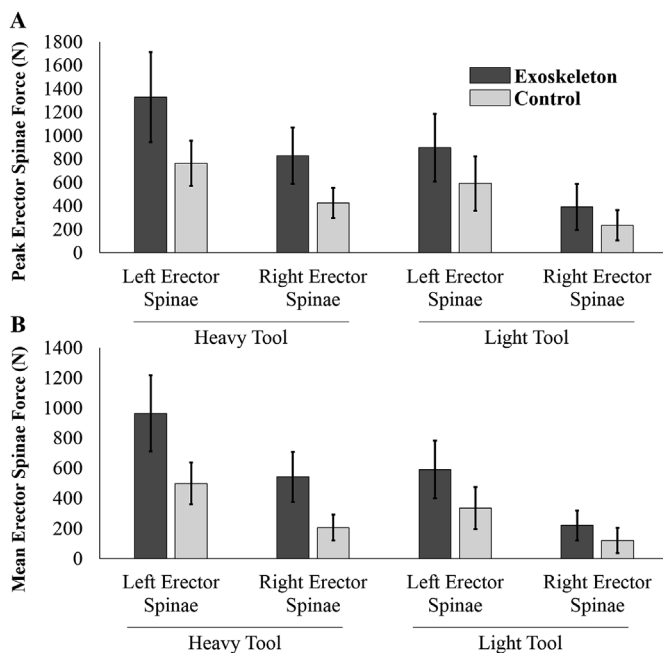 A
Peak Erector Spinae Force (N)
1800
1600
1400
1200
1000
800
600
400
200
0
Exoskeleton
Control
Left Erector Spinae
Right Erector Spinae
Left Erector Spinae
Right Erector Spinae
Heavy Tool
Light Tool
B
Mean Erector Spinae Force (N)
1400
1200
1000
800
600
400
200
0
Left Erector Spinae
Right Erector Spinae
Left Erector Spinae
Right Erector Spinae
Heavy Tool
Light Tool